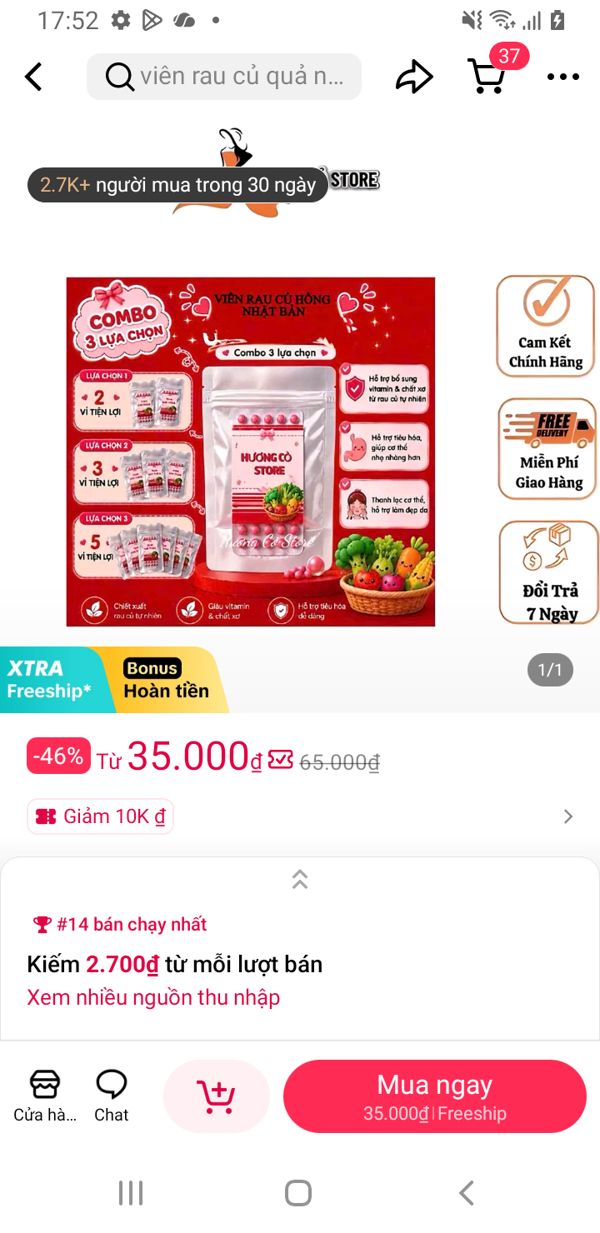 17:52
viên rau củ quả n...
37
2.7K+ người mua trong 30 ngày
STORE
COMBO
3 LỰA CHỌN
VIÊN RAU CỦ HỒNG
NHẬT BẢN
Combo 3 lựa chọn
LỰA CHỌN 1
2
VỈ TIỆN LỢI
LỰA CHỌN 2
3
VỈ TIỆN LỢI
LỰA CHỌN 3
5
VỈ TIỆN LỢI
HƯƠNG CÒ
STORE
Hương Cò Store
Hỗ trợ bổ sung
vitamin & chất xơ
từ rau củ tự nhiên
Hỗ trợ tiêu hóa,
giúp cơ thể
nhẹ nhàng hơn
Thanh lọc cơ thể,
hỗ trợ làm đẹp da
Chiết xuất
rau củ tự nhiên
Giàu vitamin
& chất xơ
Hỗ trợ tiêu hóa
dễ dàng
Cam Kết
Chính Hãng
FREE
DELIVERY
Miễn Phí
Giao Hàng
Đổi Trả
7 Ngày
XTRA
Freeship*
Bonus
Hoàn tiền
1/1
-46% Từ 35.000đ 65.000đ
Giảm 10K đ
#14 bán chạy nhất
Kiếm 2.700đ từ mỗi lượt bán
Xem nhiều nguồn thu nhập
Cửa hà...
Chat
Mua ngay
35.000đ | Freeship